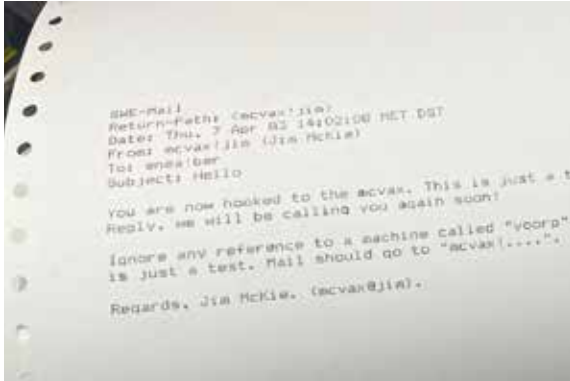 SWE-Mail
Return-Path: (mcvax!jim)
Date: Thu, 7 Apr 83 14:02:08 MET DST
From: mcvax!jim (Jim McKie)
To: enea!ber
Subject: Hello
You are now hooked to the mcvax. This is just a t
Reply, we will be calling you again soon!
Ignore any reference to a machine called "yoorp"
is just a test. Mail should go to "mcvax!....".
Regards, Jim McKie. (mcvax@jim).